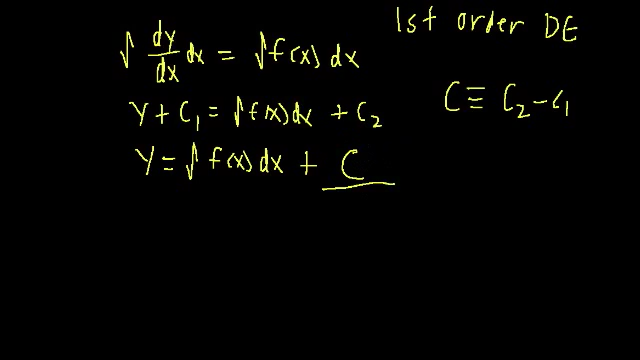 1st order DE
∫ dy/dx dx = ∫ f(x) dx
y + C₁ = ∫ f(x) dx + C₂
C ≡ C₂ - C₁
y = ∫ f(x) dx + C